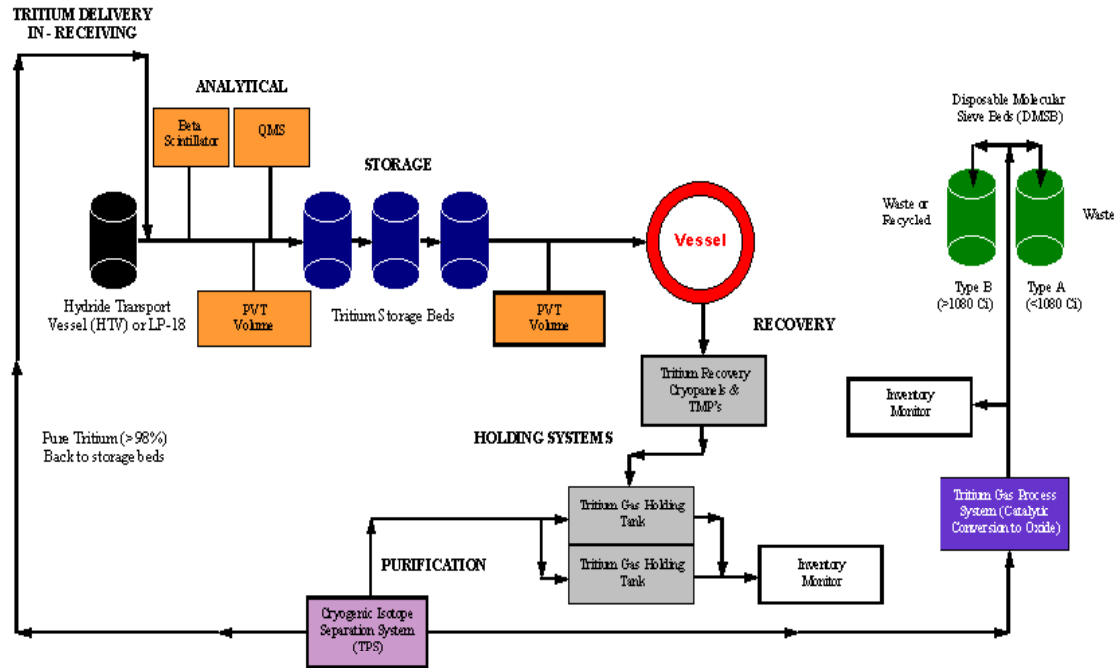 TRITIUM DELIVERY
IN - RECEIVING
ANALYTICAL
Beta
Scintillator
QMS
STORAGE
Hydride Transport
Vessel (HTV) or LP-18
PVT
Volume
Tritium Storage Beds
PVT
Volume
Vessel
RECOVERY
Tritium Recovery
Cryopanels &
TMP's
HOLDING SYSTEMS
Tritium Gas Holding
Tank
Tritium Gas Holding
Tank
Inventory
Monitor
PURIFICATION
Cryogenic Isotope
Separation System
(TPS)
Pure Tritium (>98%)
Back to storage beds
Disposable Molecular
Sieve Beds (DMSB)
Waste or
Recycled
Waste
Type B
(>1080 Ci)
Type A
(<1080 Ci)
Inventory
Monitor
Tritium Gas Process
System (Catalytic
Conversion to Oxide)